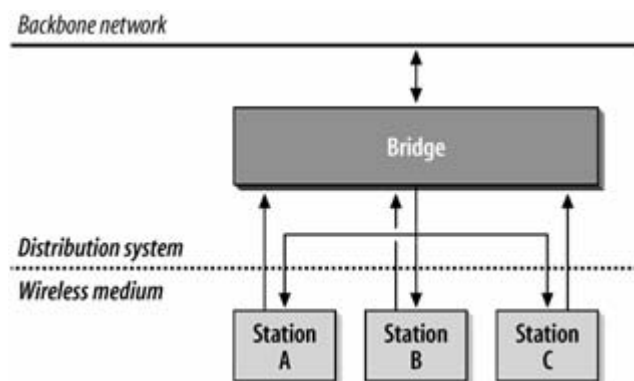 Backbone network
Bridge
Distribution system
Wireless medium
Station
A
Station
B
Station
C